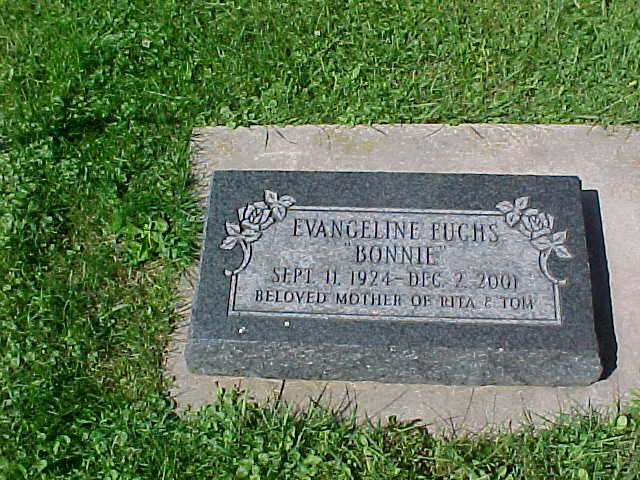 EVANGELINE FUCHS
"BONNIE"
SEPT. 11, 1924 – DEC. 2, 2001
BELOVED MOTHER OF RITA & TOM